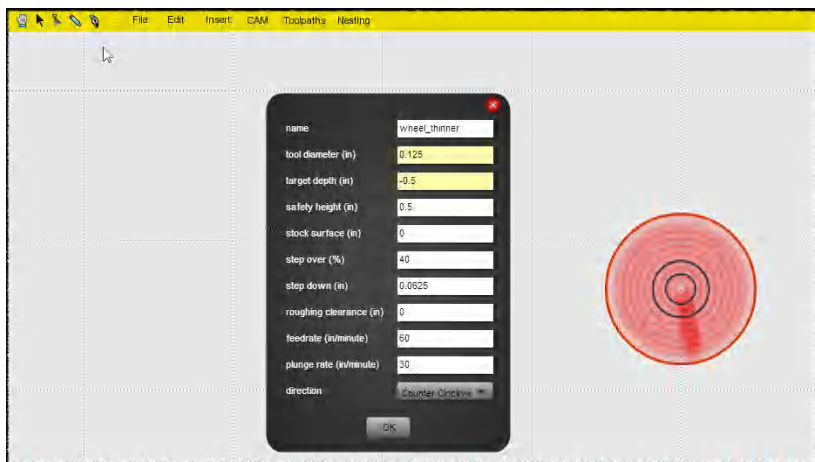 File Edit Insert CAM Toolpaths Nesting
name wheel_thinner
tool diameter (in) 0.125
target depth (in) -0.5
safety height (in) 0.5
stock surface (in) 0
step over (%) 40
step down (in) 0.0625
roughing clearance (in) 0
feedrate (in/minute) 60
plunge rate (in/minute) 30
direction Counter Clockwi
OK